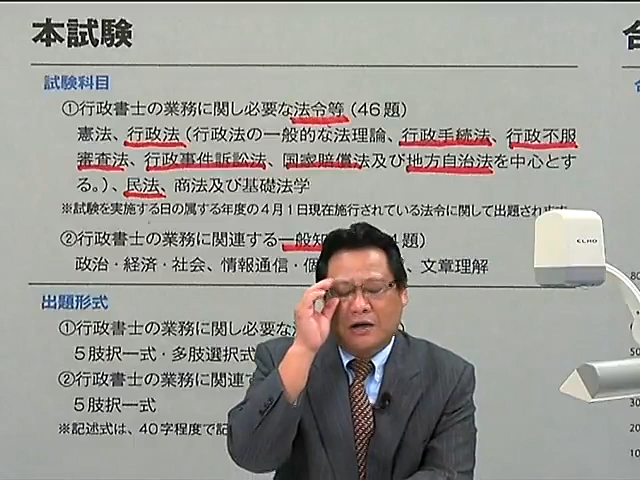 本試験
試験科目
①行政書士の業務に関し必要な法令等（46題）
憲法、行政法（行政法の一般的な法理論、行政手続法、行政不服
審査法、行政事件訴訟法、国家賠償法及び地方自治法を中心とす
る。）、民法、商法及び基礎法学
※試験を実施する日の属する年度の4月1日現在施行されている法令に関して出題されます
②行政書士の業務に関連する一般知 4題）
政治・経済・社会、情報通信・個 、文章理解
出題形式
①行政書士の業務に関し必要な
5肢択一式・多肢選択式
②行政書士の業務に関連
5肢択一式
※記述式は、40字程度で記
ELMO
合
80
50
30
20
10